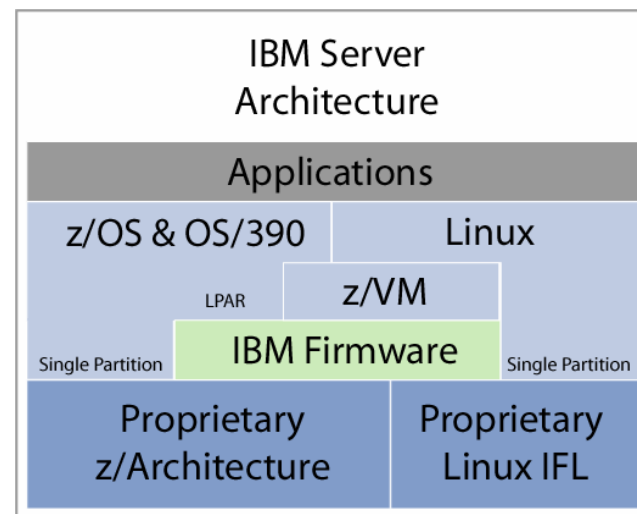 IBM Server
Architecture
Applications
z/OS & OS/390
Linux
LPAR
z/VM
Single Partition
IBM Firmware
Single Partition
Proprietary
z/Architecture
Proprietary
Linux IFL